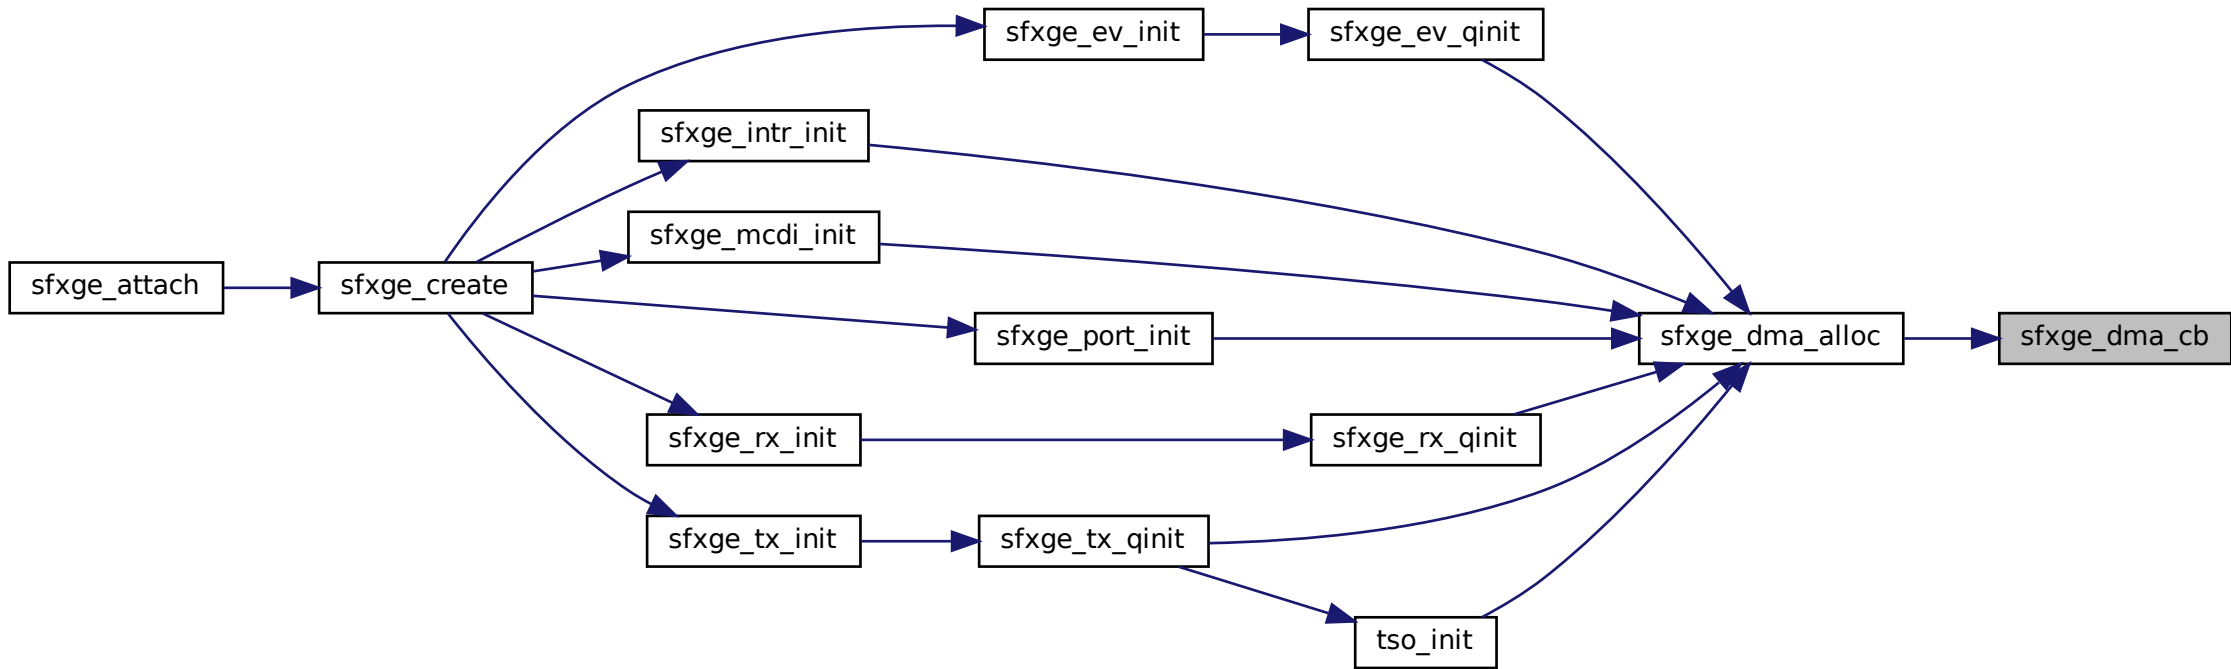 sfxge_ev_init
sfxge_ev_qinit
sfxge_intr_init
sfxge_mcdi_init
sfxge_attach
sfxge_create
sfxge_port_init
sfxge_dma_alloc
sfxge_dma_cb
sfxge_rx_init
sfxge_rx_qinit
sfxge_tx_init
sfxge_tx_qinit
tso_init